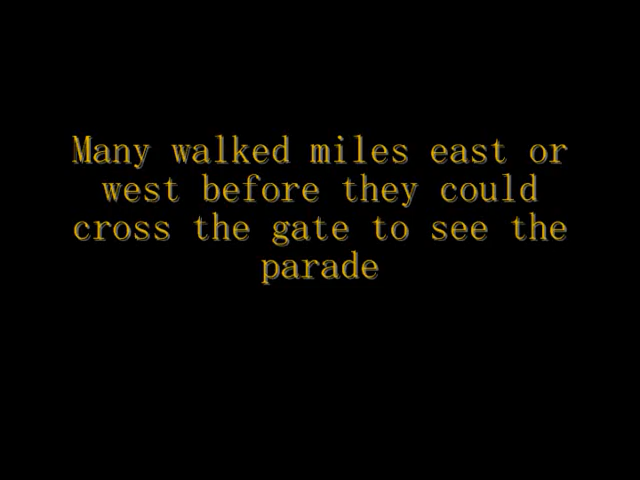 Many walked miles east or
west before they could
cross the gate to see the
parade